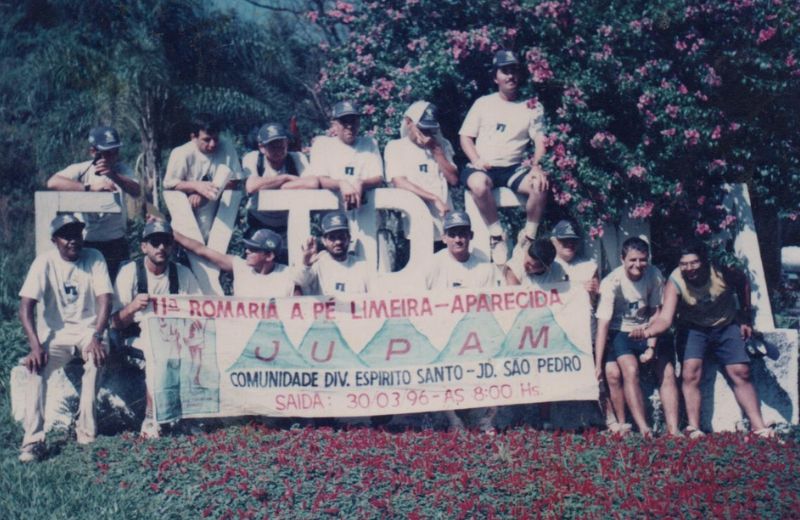 11ª ROMARIA A PÉ LIMEIRA-APARECIDA
JUPAM
COMUNIDADE DIV. ESPIRITO SANTO - JD. SÃO PEDRO
SAIDA: 30/03/96 - AS 8:00 Hs.